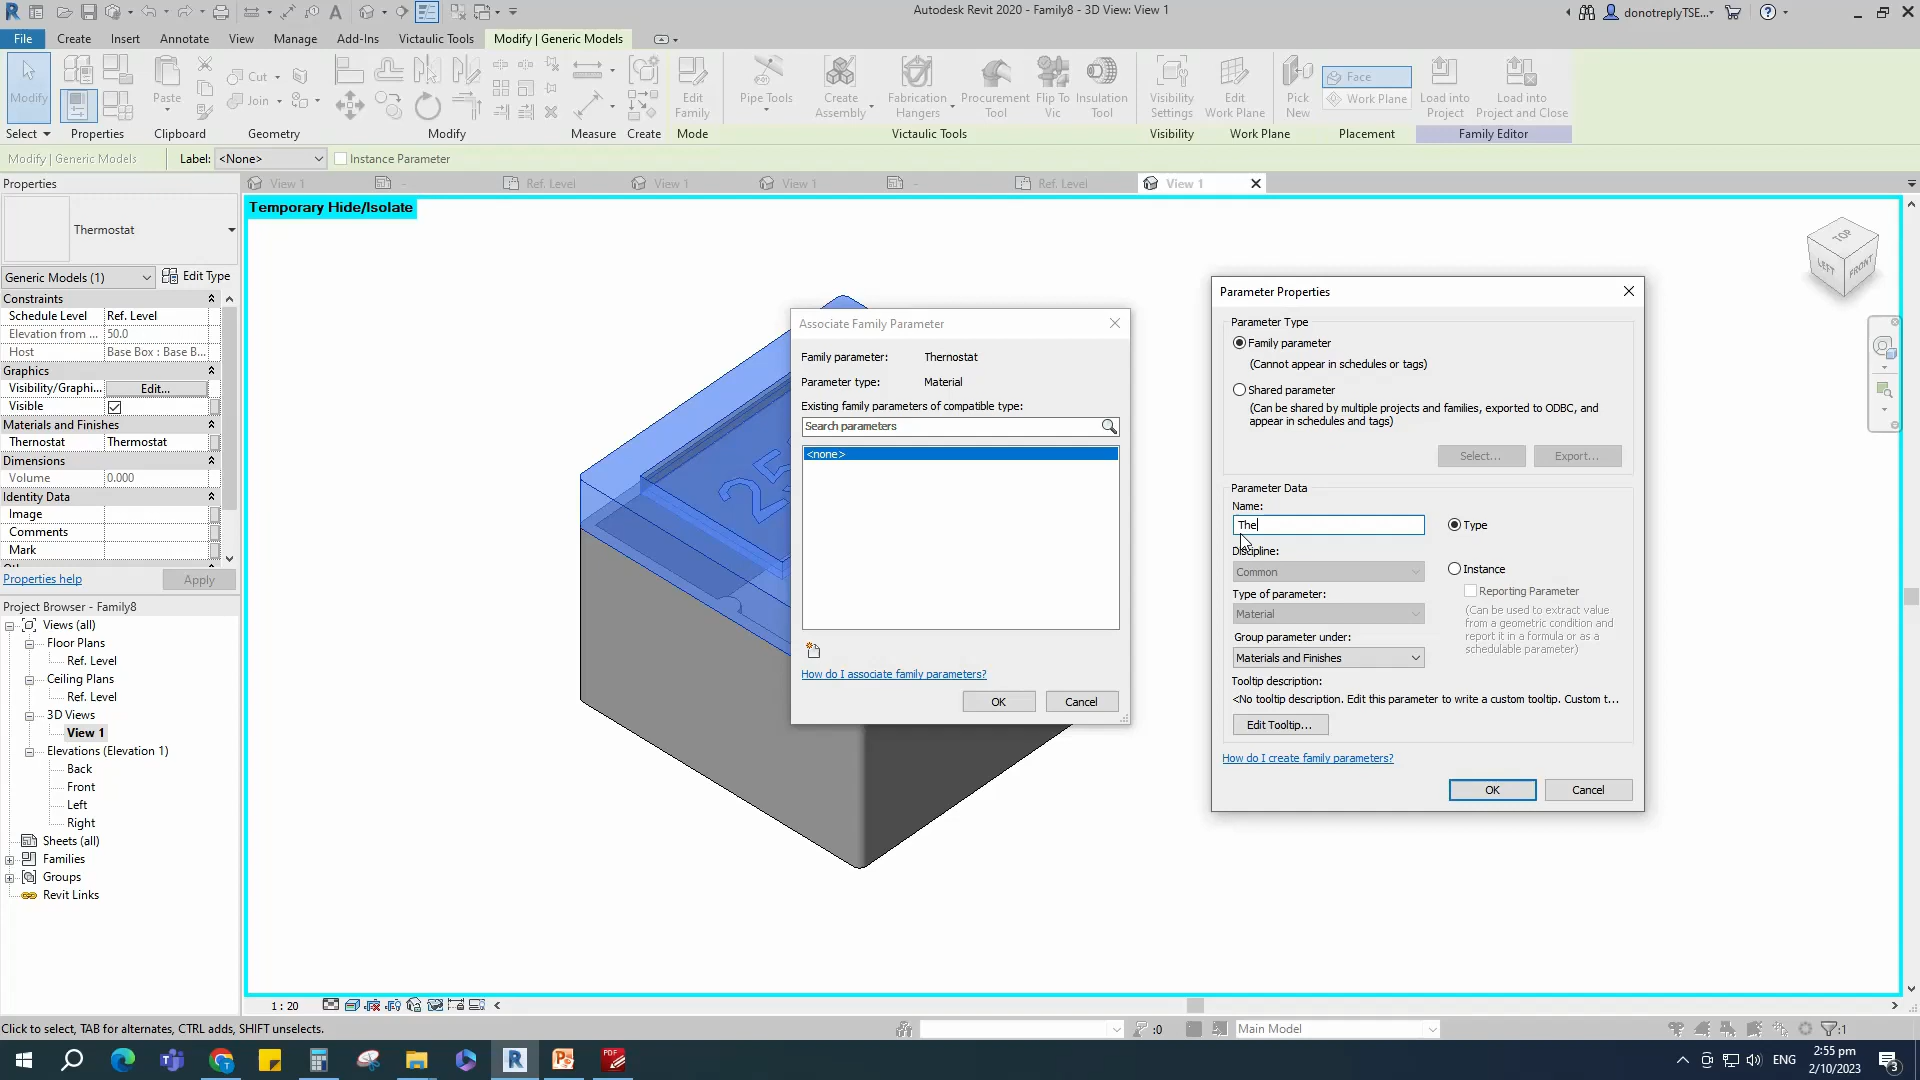 Autodesk Revit 2020 - Family8 - 3D View: View 1
donotreplyTSE...
File
Create
Insert
Annotate
View
Manage
Add-Ins
Victaulic Tools
Modify | Generic Models
Modify
Paste
Cut
Join
Edit
Family
Pipe Tools
Create
Assembly
Fabrication
Hangers
Procurement
Tool
Flip To
Vic
Insulation
Tool
Visibility
Settings
Edit
Work Plane
Pick
New
Face
Work Plane
Load into
Project
Load into
Project and Close
Select
Properties
Clipboard
Geometry
Modify
Measure
Create
Mode
Victaulic Tools
Visibility
Work Plane
Placement
Family Editor
Modify | Generic Models
Label:
<None>
Instance Parameter
Properties
View 1
-
Ref. Level
View 1
View 1
-
Ref. Level
View 1
Temporary Hide/Isolate
Thermostat
Generic Models (1)
Edit Type
Constraints
Schedule Level
Ref. Level
Elevation from ...
50.0
Host
Base Box : Base B...
Graphics
Visibility/Graphi...
Edit...
Visible
Materials and Finishes
Thermostat
Thermostat
Dimensions
Volume
0.000
Identity Data
Image
Comments
Mark
Properties help
Apply
Project Browser - Family8
Views (all)
Floor Plans
Ref. Level
Ceiling Plans
Ref. Level
3D Views
View 1
Elevations (Elevation 1)
Back
Front
Left
Right
Sheets (all)
Families
Groups
Revit Links
TOP
LEFT
FRONT
25
Associate Family Parameter
Family parameter:
Thermostat
Parameter type:
Material
Existing family parameters of compatible type:
Search parameters
<none>
How do I associate family parameters?
OK
Cancel
Parameter Properties
Parameter Type
Family parameter
(Cannot appear in schedules or tags)
Shared parameter
(Can be shared by multiple projects and families, exported to ODBC, and
appear in schedules and tags)
Select...
Export...
Parameter Data
Name:
The
Type
Discipline:
Common
Instance
Reporting Parameter
(Can be used to extract value
from a geometric condition and
report it in a formula or as a
schedulable parameter)
Type of parameter:
Material
Group parameter under:
Materials and Finishes
Tooltip description:
<No tooltip description. Edit this parameter to write a custom tooltip. Custom t...
Edit Tooltip...
How do I create family parameters?
OK
Cancel
1 : 20
Click to select, TAB for alternates, CTRL adds, SHIFT unselects.
:0
Main Model
:1
ENG
2:55 pm
2/10/2023
3